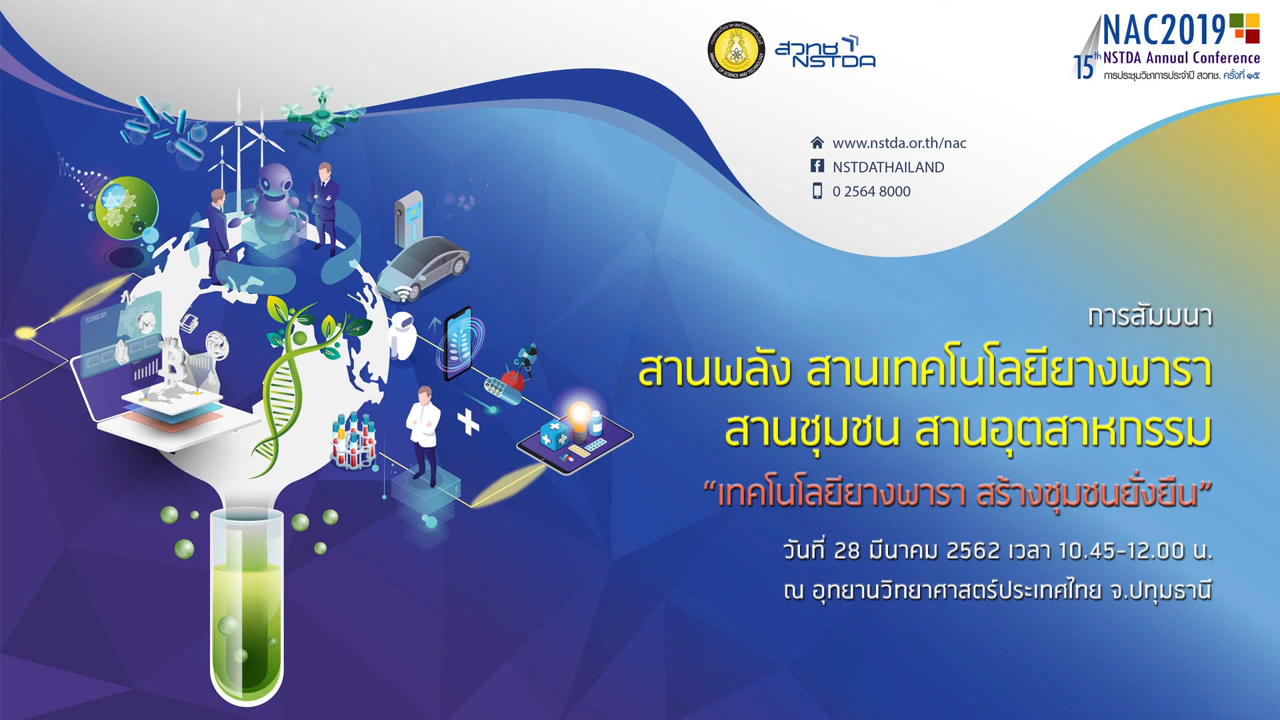 สวทช
NSTDA
NAC2019
15th NSTDA Annual Conference
การประชุมวิชาการประจำปี สวทช. ครั้งที่ ๑๕
www.nstda.or.th/nac
NSTDATHAILAND
0 2564 8000
การสัมมนา
สานพลัง สานเทคโนโลยียางพารา
สานชุมชน สานอุตสาหกรรม
“เทคโนโลยียางพารา สร้างชุมชนยั่งยืน”
วันที่ 28 มีนาคม 2562 เวลา 10.45-12.00 น.
ณ อุทยานวิทยาศาสตร์ประเทศไทย จ.ปทุมธานี
TECHNOLOGY